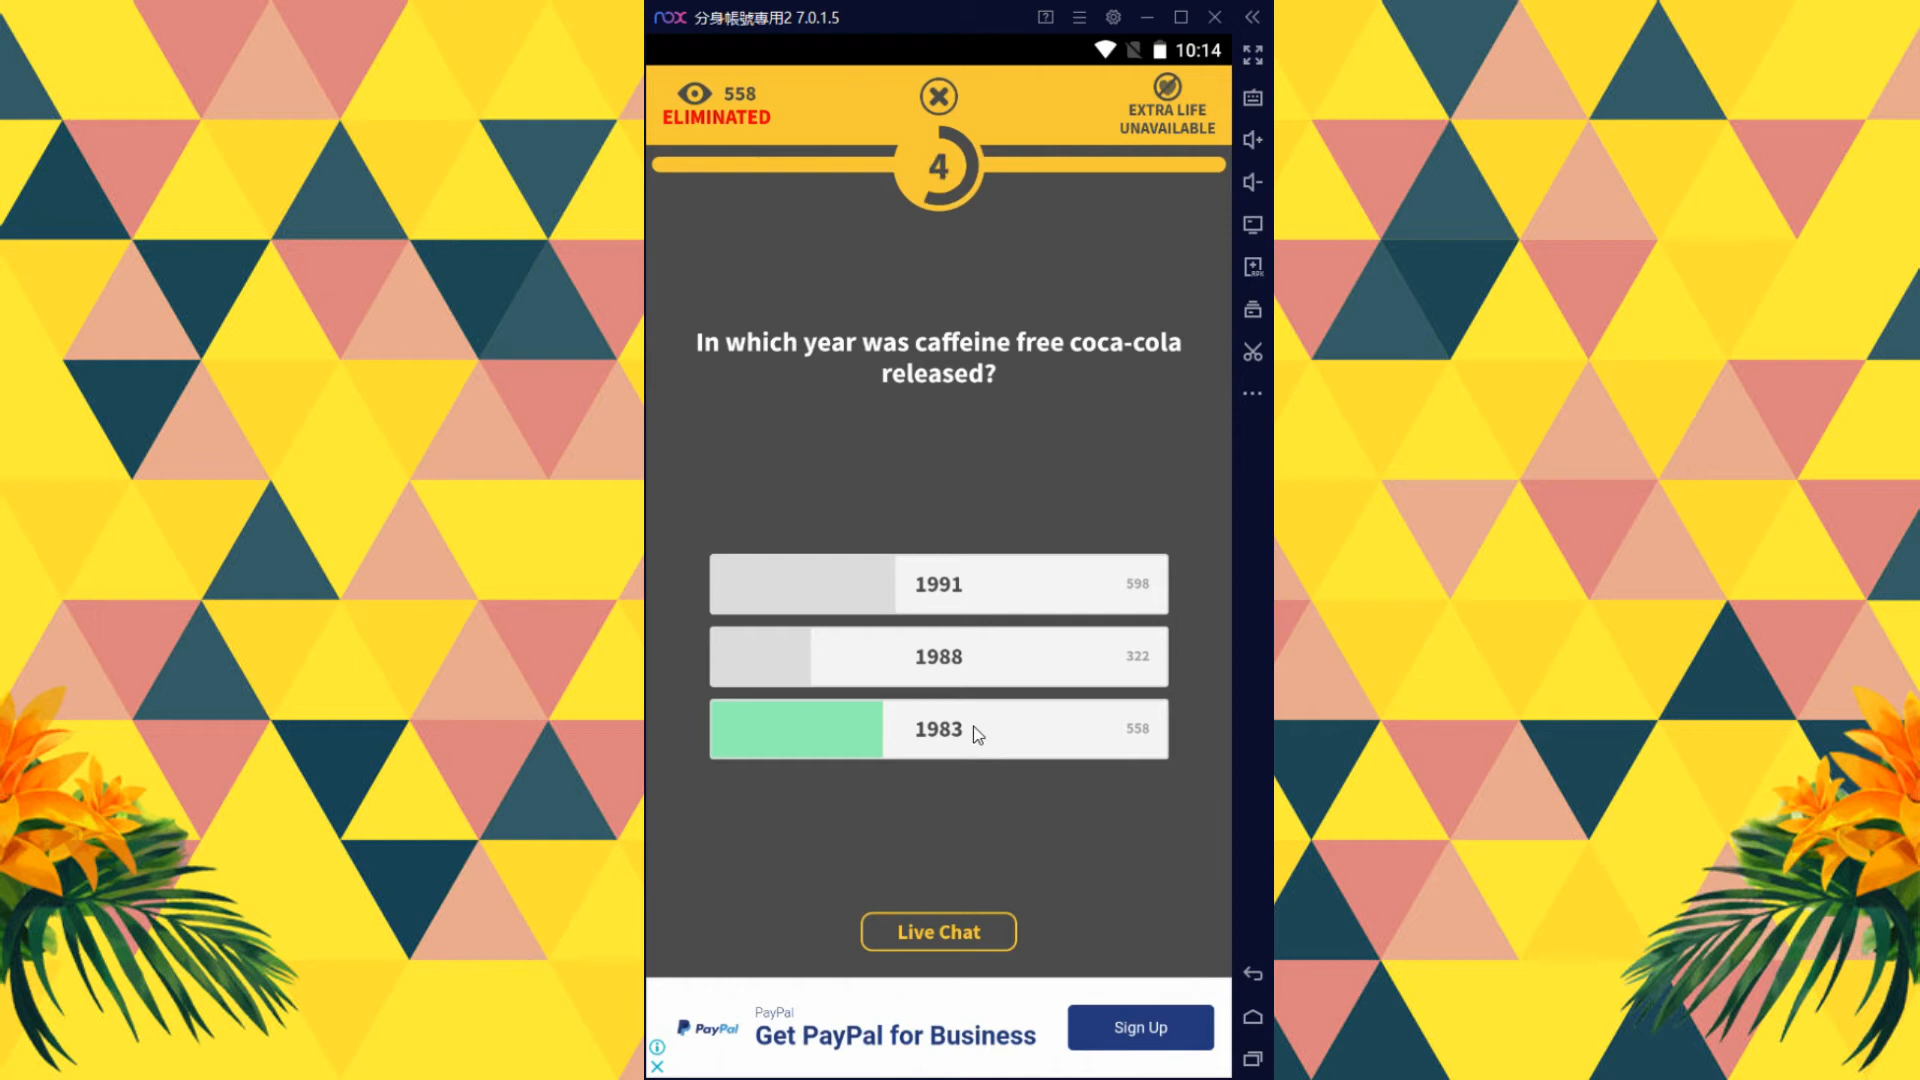 nox 分身帳號專用2 7.0.1.5
10:14
558
ELIMINATED
EXTRA LIFE
UNAVAILABLE
4
In which year was caffeine free coca-cola
released?
1991 598
1988 322
1983 558
Live Chat
PayPal
PayPal
Get PayPal for Business
Sign Up